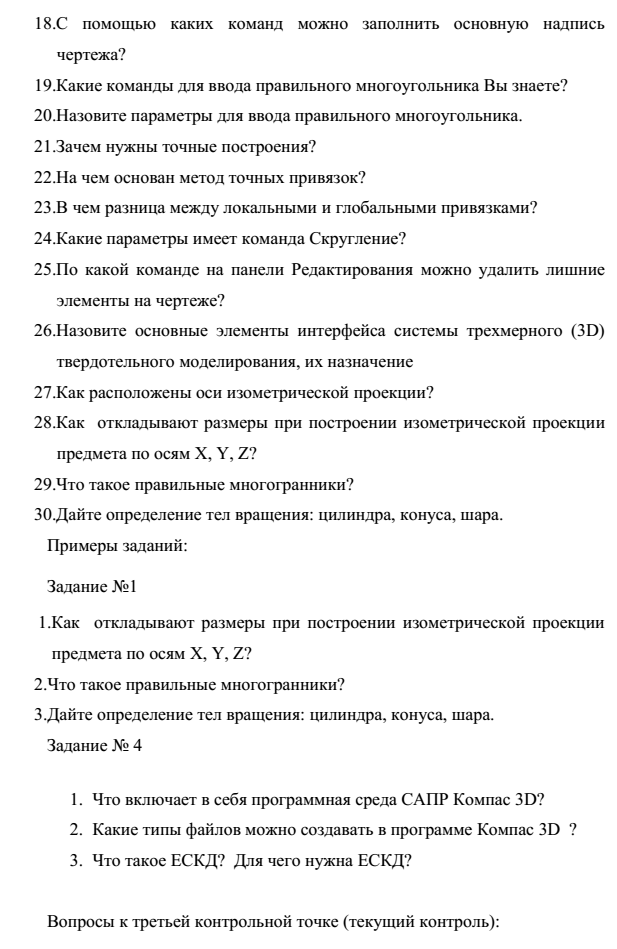 18.С помощью каких команд можно заполнить основную надпись
чертежа?
19.Какие команды для ввода правильного многоугольника Вы знаете?
20.Назовите параметры для ввода правильного многоугольника.
21.Зачем нужны точные построения?
22.На чем основан метод точных привязок?
23.В чем разница между локальными и глобальными привязками?
24.Какие параметры имеет команда Скругление?
25.По какой команде на панели Редактирования можно удалить лишние
элементы на чертеже?
26.Назовите основные элементы интерфейса системы трехмерного (3D)
твердотельного моделирования, их назначение
27.Как расположены оси изометрической проекции?
28.Как откладывают размеры при построении изометрической проекции
предмета по осям X, Y, Z?
29.Что такое правильные многогранники?
30.Дайте определение тел вращения: цилиндра, конуса, шара.
Примеры заданий:
Задание №1
1.Как откладывают размеры при построении изометрической проекции
предмета по осям X, Y, Z?
2.Что такое правильные многогранники?
3.Дайте определение тел вращения: цилиндра, конуса, шара.
Задание № 4
1. Что включает в себя программная среда САПР Компас 3D?
2. Какие типы файлов можно создавать в программе Компас 3D ?
3. Что такое ЕСКД? Для чего нужна ЕСКД?
Вопросы к третьей контрольной точке (текущий контроль):